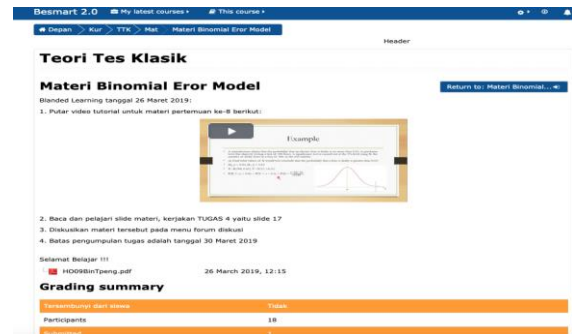 Besmart 2.0 My latest courses This course
Depan Kur TTK Mat Materi Binomial Eror Model
Header
Teori Tes Klasik
Materi Binomial Eror Model
Return to: Materi Binomial...
Blanded Learning tanggal 26 Maret 2019:
1. Putar video tutorial untuk materi pertemuan ke-8 berikut:
Example
2. Baca dan pelajari slide materi, kerjakan TUGAS 4 yaitu slide 17
3. Diskusikan materi tersebut pada menu forum diskusi
4. Batas pengumpulan tugas adalah tanggal 30 Maret 2019
Selamat Belajar !!!
HO09BinTpeng.pdf 26 March 2019, 12:15
Grading summary
Tersembunyi dari siswa Tidak
Participants 18
Submitted